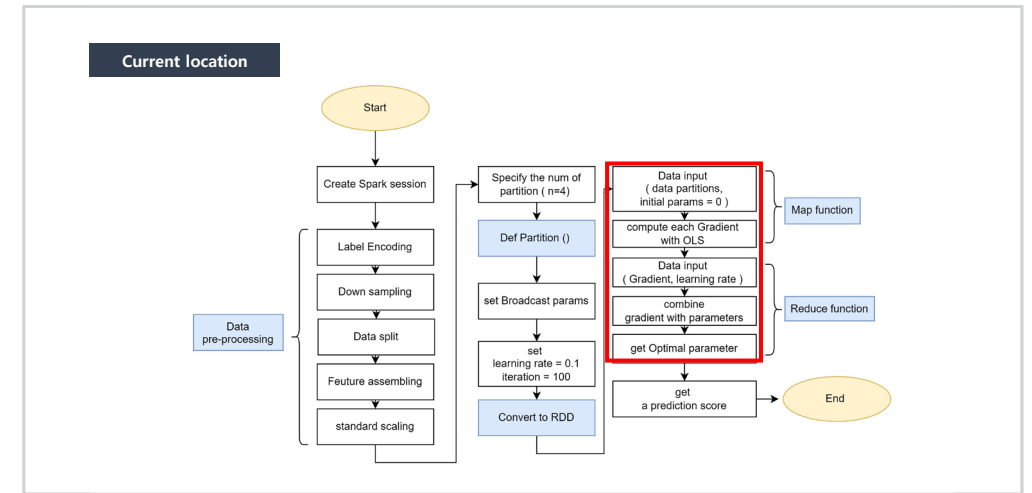 Current location
Start
Create Spark session
Label Encoding
Down sampling
Data split
Feuture assembling
standard scaling
Data
pre-processing
Specify the num of
partition ( n=4)
Def Partition ()
set Broadcast params
set
learning rate = 0.1
iteration = 100
Convert to RDD
Data input
( data partitions,
initial params = 0 )
compute each Gradient
with OLS
Map function
Data input
( Gradient, learning rate )
combine
gradient with parameters
get Optimal parameter
Reduce function
get
a prediction score
End